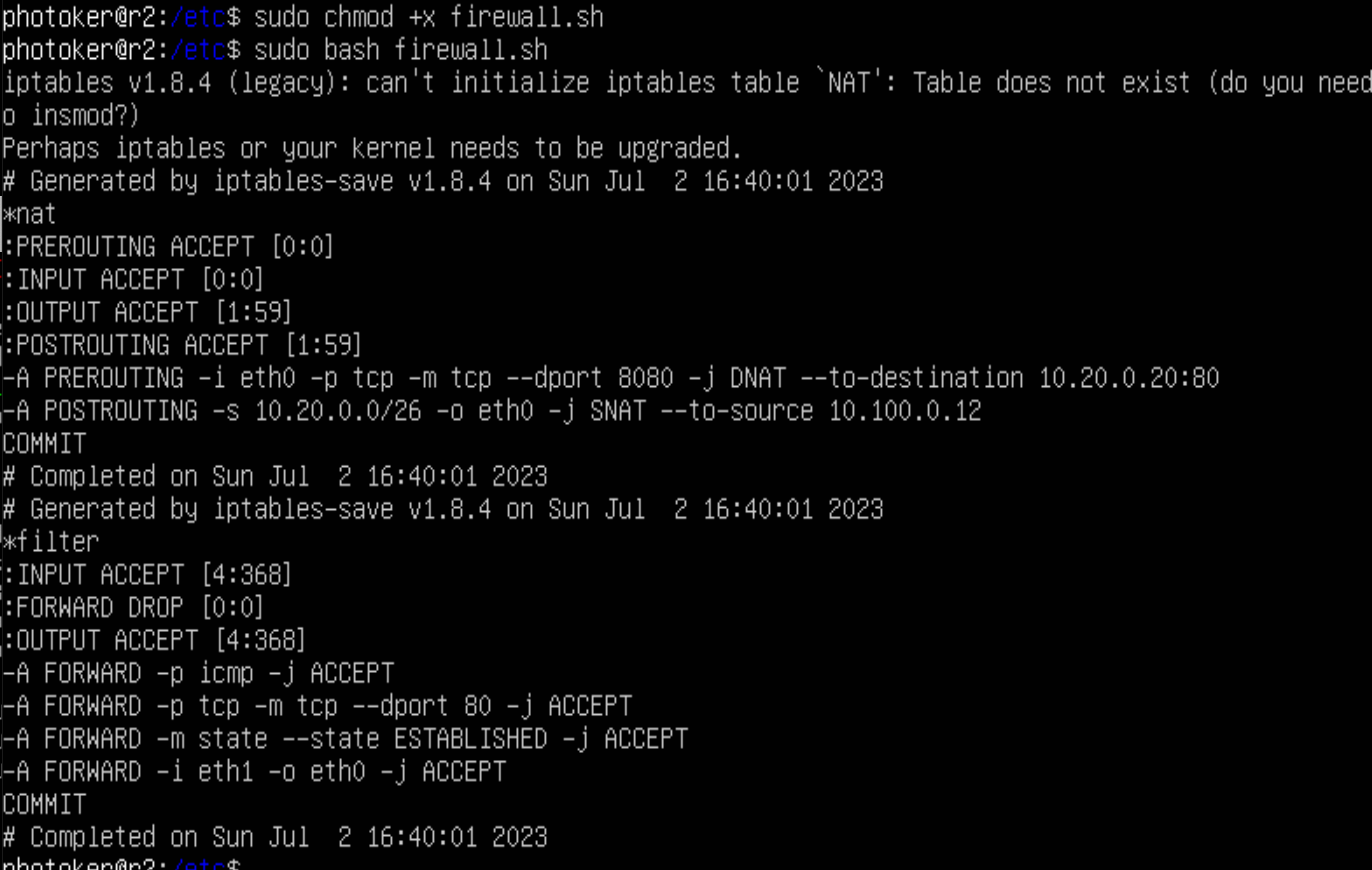 photoker@r2:/etc$ sudo chmod +x firewall.sh
photoker@r2:/etc$ sudo bash firewall.sh
iptables v1.8.4 (legacy): can't initialize iptables table `NAT': Table does not exist (do you need
o insmod?)
Perhaps iptables or your kernel needs to be upgraded.
# Generated by iptables-save v1.8.4 on Sun Jul  2 16:40:01 2023
*nat
:PREROUTING ACCEPT [0:0]
:INPUT ACCEPT [0:0]
:OUTPUT ACCEPT [1:59]
:POSTROUTING ACCEPT [1:59]
-A PREROUTING -i eth0 -p tcp -m tcp --dport 8080 -j DNAT --to-destination 10.20.0.20:80
-A POSTROUTING -s 10.20.0.0/26 -o eth0 -j SNAT --to-source 10.100.0.12
COMMIT
# Completed on Sun Jul  2 16:40:01 2023
# Generated by iptables-save v1.8.4 on Sun Jul  2 16:40:01 2023
*filter
:INPUT ACCEPT [4:368]
:FORWARD DROP [0:0]
:OUTPUT ACCEPT [4:368]
-A FORWARD -p icmp -j ACCEPT
-A FORWARD -p tcp -m tcp --dport 80 -j ACCEPT
-A FORWARD -m state --state ESTABLISHED -j ACCEPT
-A FORWARD -i eth1 -o eth0 -j ACCEPT
COMMIT
# Completed on Sun Jul  2 16:40:01 2023
photoker@r2:/etc$